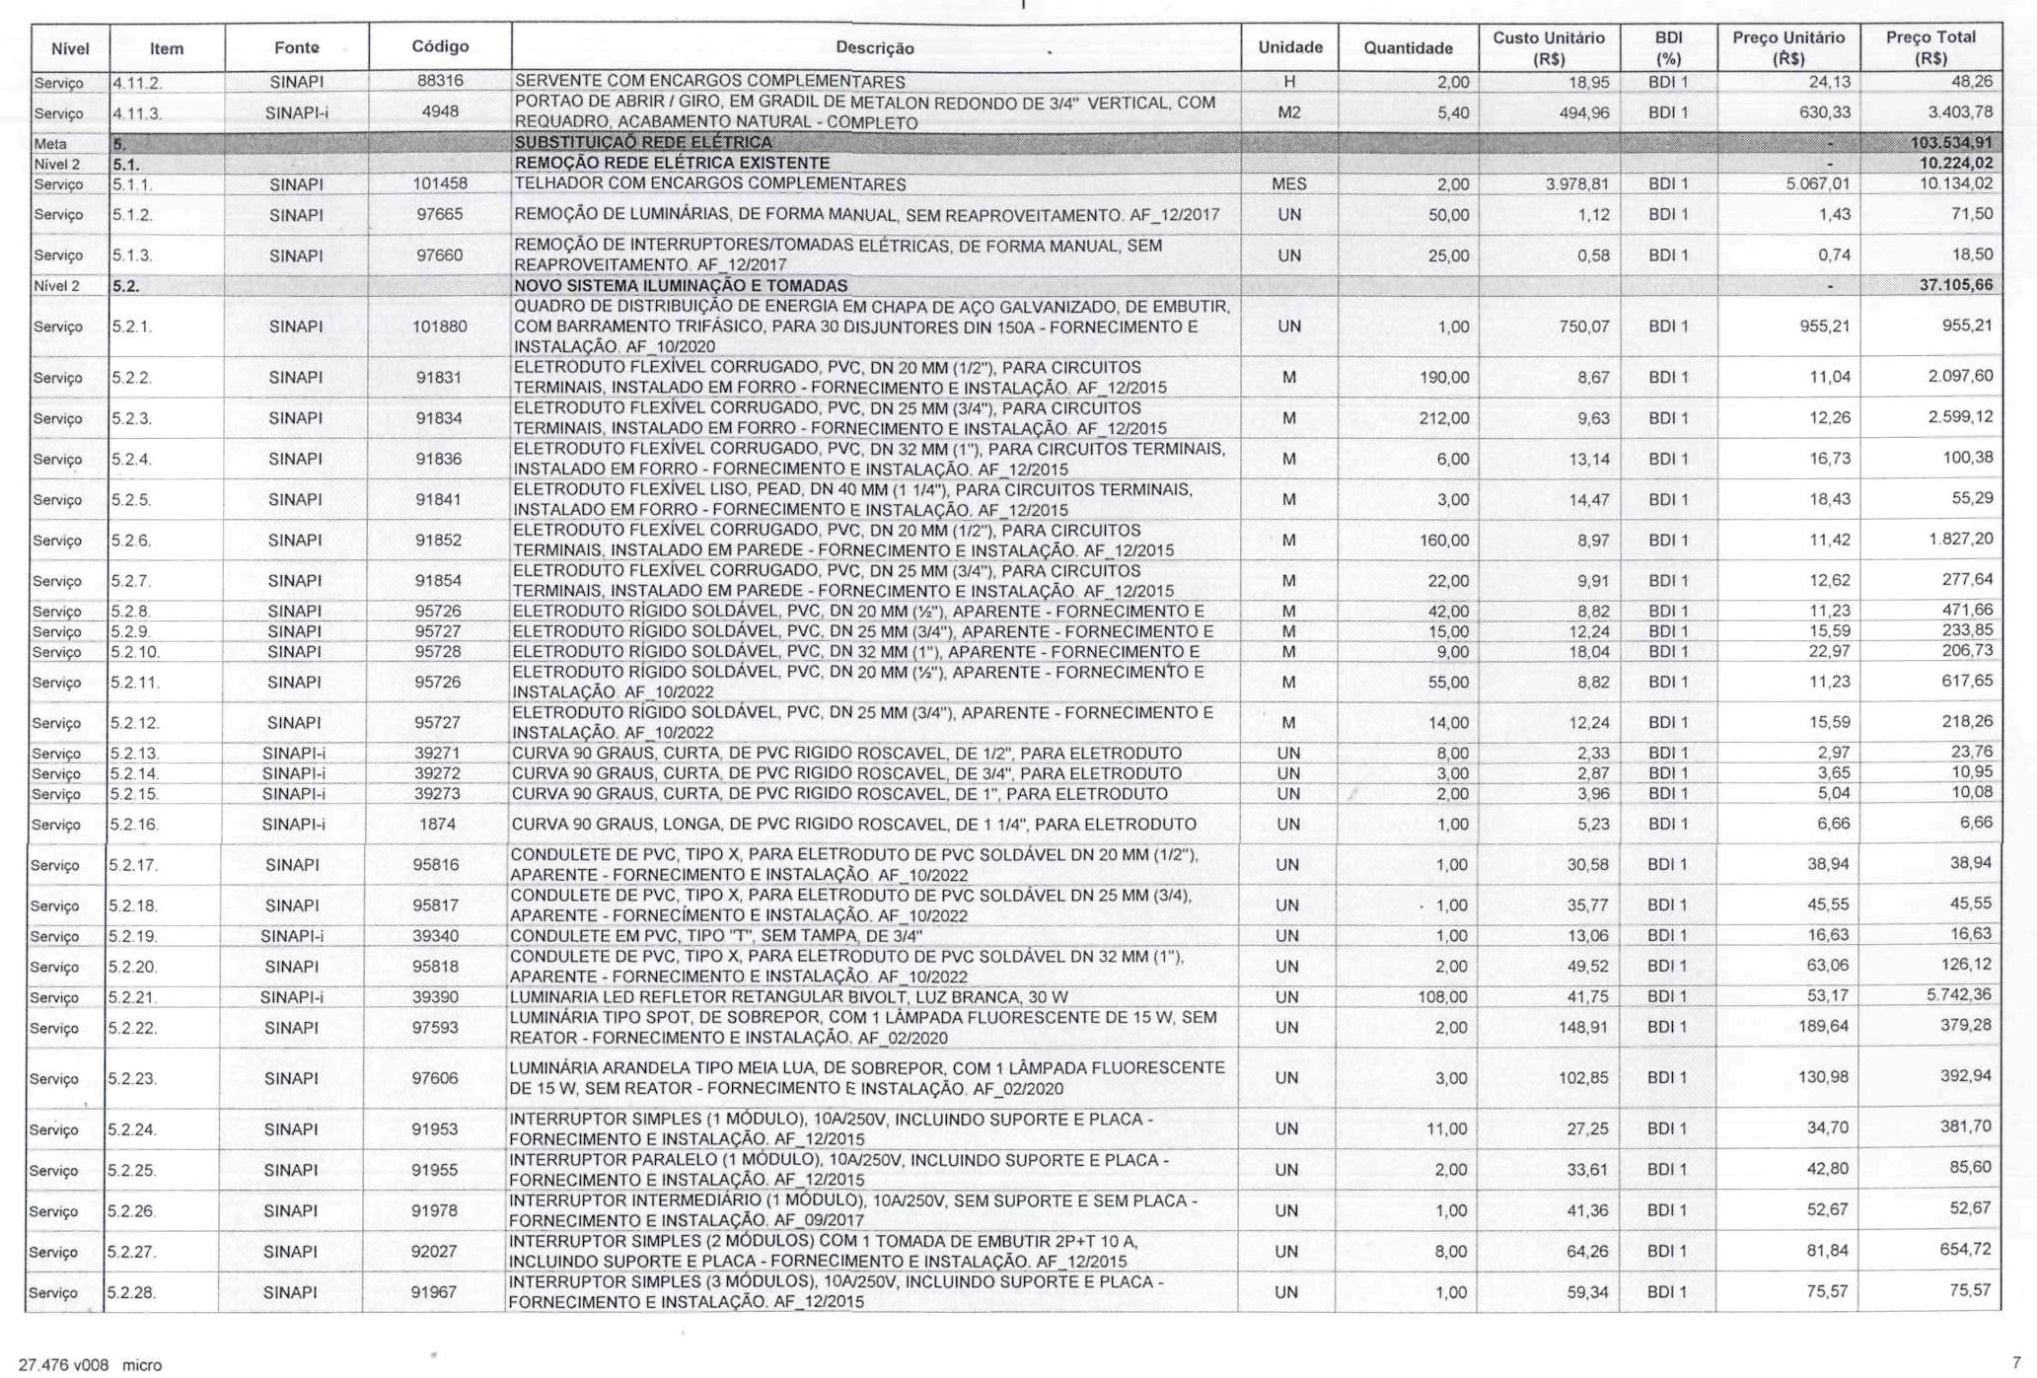 Nível Item Fonte Código Descrição Unidade Quantidade Custo Unitário (R$) BDI (%) Preço Unitário (R$) Preço Total (R$)
Serviço 4.11.2. SINAPI 88316 SERVENTE COM ENCARGOS COMPLEMENTARES H 2,00 18,95 BDI 1 24,13 48,26
Serviço 4.11.3. SINAPI-i 4948 PORTAO DE ABRIR / GIRO, EM GRADIL DE METALON REDONDO DE 3/4" VERTICAL, COM
REQUADRO, ACABAMENTO NATURAL - COMPLETO M2 5,40 494,96 BDI 1 630,33 3.403,78
Meta 5. SUBSTITUIÇAÕ REDE ELÉTRICA - 103.534,91
Nível 2 5.1. REMOÇÃO REDE ELÉTRICA EXISTENTE - 10.224,02
Serviço 5.1.1. SINAPI 101458 TELHADOR COM ENCARGOS COMPLEMENTARES MES 2,00 3.978,81 BDI 1 5.067,01 10.134,02
Serviço 5.1.2. SINAPI 97665 REMOÇÃO DE LUMINÁRIAS, DE FORMA MANUAL, SEM REAPROVEITAMENTO. AF_12/2017 UN 50,00 1,12 BDI 1 1,43 71,50
Serviço 5.1.3. SINAPI 97660 REMOÇÃO DE INTERRUPTORES/TOMADAS ELÉTRICAS, DE FORMA MANUAL, SEM
REAPROVEITAMENTO. AF_12/2017 UN 25,00 0,58 BDI 1 0,74 18,50
Nível 2 5.2. NOVO SISTEMA ILUMINAÇÃO E TOMADAS - 37.105,66
Serviço 5.2.1. SINAPI 101880 QUADRO DE DISTRIBUIÇÃO DE ENERGIA EM CHAPA DE AÇO GALVANIZADO, DE EMBUTIR,
COM BARRAMENTO TRIFÁSICO, PARA 30 DISJUNTORES DIN 150A - FORNECIMENTO E
INSTALAÇÃO. AF_10/2020 UN 1,00 750,07 BDI 1 955,21 955,21
Serviço 5.2.2. SINAPI 91831 ELETRODUTO FLEXÍVEL CORRUGADO, PVC, DN 20 MM (1/2"), PARA CIRCUITOS
TERMINAIS, INSTALADO EM FORRO - FORNECIMENTO E INSTALAÇÃO. AF_12/2015 M 190,00 8,67 BDI 1 11,04 2.097,60
Serviço 5.2.3. SINAPI 91834 ELETRODUTO FLEXÍVEL CORRUGADO, PVC, DN 25 MM (3/4"), PARA CIRCUITOS
TERMINAIS, INSTALADO EM FORRO - FORNECIMENTO E INSTALAÇÃO. AF_12/2015 M 212,00 9,63 BDI 1 12,26 2.599,12
Serviço 5.2.4. SINAPI 91836 ELETRODUTO FLEXÍVEL CORRUGADO, PVC, DN 32 MM (1"), PARA CIRCUITOS TERMINAIS,
INSTALADO EM FORRO - FORNECIMENTO E INSTALAÇÃO. AF_12/2015 M 6,00 13,14 BDI 1 16,73 100,38
Serviço 5.2.5. SINAPI 91841 ELETRODUTO FLEXÍVEL LISO, PEAD, DN 40 MM (1 1/4"), PARA CIRCUITOS TERMINAIS,
INSTALADO EM FORRO - FORNECIMENTO E INSTALAÇÃO. AF_12/2015 M 3,00 14,47 BDI 1 18,43 55,29
Serviço 5.2.6. SINAPI 91852 ELETRODUTO FLEXÍVEL CORRUGADO, PVC, DN 20 MM (1/2"), PARA CIRCUITOS
TERMINAIS, INSTALADO EM PAREDE - FORNECIMENTO E INSTALAÇÃO. AF_12/2015 M 160,00 8,97 BDI 1 11,42 1.827,20
Serviço 5.2.7. SINAPI 91854 ELETRODUTO FLEXÍVEL CORRUGADO, PVC, DN 25 MM (3/4"), PARA CIRCUITOS
TERMINAIS, INSTALADO EM PAREDE - FORNECIMENTO E INSTALAÇÃO. AF_12/2015 M 22,00 9,91 BDI 1 12,62 277,64
Serviço 5.2.8. SINAPI 95726 ELETRODUTO RÍGIDO SOLDÁVEL, PVC, DN 20 MM (½"), APARENTE - FORNECIMENTO E M 42,00 8,82 BDI 1 11,23 471,66
Serviço 5.2.9. SINAPI 95727 ELETRODUTO RÍGIDO SOLDÁVEL, PVC, DN 25 MM (3/4"), APARENTE - FORNECIMENTO E M 15,00 12,24 BDI 1 15,59 233,85
Serviço 5.2.10. SINAPI 95728 ELETRODUTO RÍGIDO SOLDÁVEL, PVC, DN 32 MM (1"), APARENTE - FORNECIMENTO E M 9,00 18,04 BDI 1 22,97 206,73
Serviço 5.2.11. SINAPI 95726 ELETRODUTO RÍGIDO SOLDÁVEL, PVC, DN 20 MM (½"), APARENTE - FORNECIMENTO E
INSTALAÇÃO. AF_10/2022 M 55,00 8,82 BDI 1 11,23 617,65
Serviço 5.2.12. SINAPI 95727 ELETRODUTO RÍGIDO SOLDÁVEL, PVC, DN 25 MM (3/4"), APARENTE - FORNECIMENTO E
INSTALAÇÃO. AF_10/2022 M 14,00 12,24 BDI 1 15,59 218,26
Serviço 5.2.13. SINAPI-i 39271 CURVA 90 GRAUS, CURTA, DE PVC RIGIDO ROSCAVEL, DE 1/2", PARA ELETRODUTO UN 8,00 2,33 BDI 1 2,97 23,76
Serviço 5.2.14. SINAPI-i 39272 CURVA 90 GRAUS, CURTA, DE PVC RIGIDO ROSCAVEL, DE 3/4", PARA ELETRODUTO UN 3,00 2,87 BDI 1 3,65 10,95
Serviço 5.2.15. SINAPI-i 39273 CURVA 90 GRAUS, CURTA, DE PVC RIGIDO ROSCAVEL, DE 1", PARA ELETRODUTO UN 2,00 3,96 BDI 1 5,04 10,08
Serviço 5.2.16. SINAPI-i 1874 CURVA 90 GRAUS, LONGA, DE PVC RIGIDO ROSCAVEL, DE 1 1/4", PARA ELETRODUTO UN 1,00 5,23 BDI 1 6,66 6,66
Serviço 5.2.17. SINAPI 95816 CONDULETE DE PVC, TIPO X, PARA ELETRODUTO DE PVC SOLDÁVEL DN 20 MM (1/2"),
APARENTE - FORNECIMENTO E INSTALAÇÃO. AF_10/2022 UN 1,00 30,58 BDI 1 38,94 38,94
Serviço 5.2.18. SINAPI 95817 CONDULETE DE PVC, TIPO X, PARA ELETRODUTO DE PVC SOLDÁVEL DN 25 MM (3/4),
APARENTE - FORNECIMENTO E INSTALAÇÃO. AF_10/2022 UN 1,00 35,77 BDI 1 45,55 45,55
Serviço 5.2.19. SINAPI-i 39340 CONDULETE EM PVC, TIPO "T", SEM TAMPA, DE 3/4" UN 1,00 13,06 BDI 1 16,63 16,63
Serviço 5.2.20. SINAPI 95818 CONDULETE DE PVC, TIPO X, PARA ELETRODUTO DE PVC SOLDÁVEL DN 32 MM (1"),
APARENTE - FORNECIMENTO E INSTALAÇÃO. AF_10/2022 UN 2,00 49,52 BDI 1 63,06 126,12
Serviço 5.2.21. SINAPI-i 39390 LUMINARIA LED REFLETOR RETANGULAR BIVOLT, LUZ BRANCA, 30 W UN 108,00 41,75 BDI 1 53,17 5.742,36
Serviço 5.2.22. SINAPI 97593 LUMINÁRIA TIPO SPOT, DE SOBREPOR, COM 1 LÂMPADA FLUORESCENTE DE 15 W, SEM
REATOR - FORNECIMENTO E INSTALAÇÃO. AF_02/2020 UN 2,00 148,91 BDI 1 189,64 379,28
Serviço 5.2.23. SINAPI 97606 LUMINÁRIA ARANDELA TIPO MEIA LUA, DE SOBREPOR, COM 1 LÂMPADA FLUORESCENTE
DE 15 W, SEM REATOR - FORNECIMENTO E INSTALAÇÃO. AF_02/2020 UN 3,00 102,85 BDI 1 130,98 392,94
Serviço 5.2.24. SINAPI 91953 INTERRUPTOR SIMPLES (1 MÓDULO), 10A/250V, INCLUINDO SUPORTE E PLACA -
FORNECIMENTO E INSTALAÇÃO. AF_12/2015 UN 11,00 27,25 BDI 1 34,70 381,70
Serviço 5.2.25. SINAPI 91955 INTERRUPTOR PARALELO (1 MÓDULO), 10A/250V, INCLUINDO SUPORTE E PLACA -
FORNECIMENTO E INSTALAÇÃO. AF_12/2015 UN 2,00 33,61 BDI 1 42,80 85,60
Serviço 5.2.26. SINAPI 91978 INTERRUPTOR INTERMEDIÁRIO (1 MÓDULO), 10A/250V, SEM SUPORTE E SEM PLACA -
FORNECIMENTO E INSTALAÇÃO. AF_09/2017 UN 1,00 41,36 BDI 1 52,67 52,67
Serviço 5.2.27. SINAPI 92027 INTERRUPTOR SIMPLES (2 MÓDULOS) COM 1 TOMADA DE EMBUTIR 2P+T 10 A,
INCLUINDO SUPORTE E PLACA - FORNECIMENTO E INSTALAÇÃO. AF_12/2015 UN 8,00 64,26 BDI 1 81,84 654,72
Serviço 5.2.28. SINAPI 91967 INTERRUPTOR SIMPLES (3 MÓDULOS), 10A/250V, INCLUINDO SUPORTE E PLACA -
FORNECIMENTO E INSTALAÇÃO. AF_12/2015 UN 1,00 59,34 BDI 1 75,57 75,57
27.476 v008 micro 7